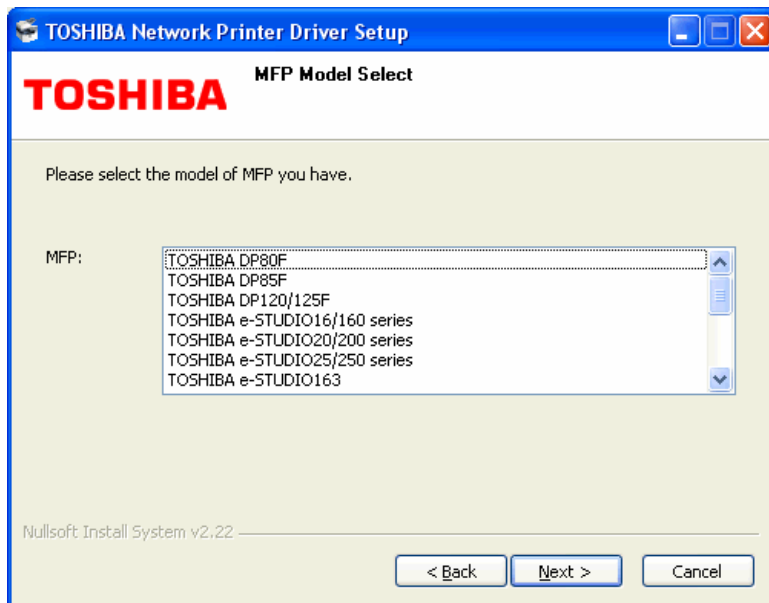 TOSHIBA Network Printer Driver Setup
TOSHIBA
MFP Model Select
Please select the model of MFP you have.
MFP:
TOSHIBA DP80F
TOSHIBA DP85F
TOSHIBA DP120/125F
TOSHIBA e-STUDIO16/160 series
TOSHIBA e-STUDIO20/200 series
TOSHIBA e-STUDIO25/250 series
TOSHIBA e-STUDIO163
Nullsoft Install System v2.22
< Back
Next >
Cancel